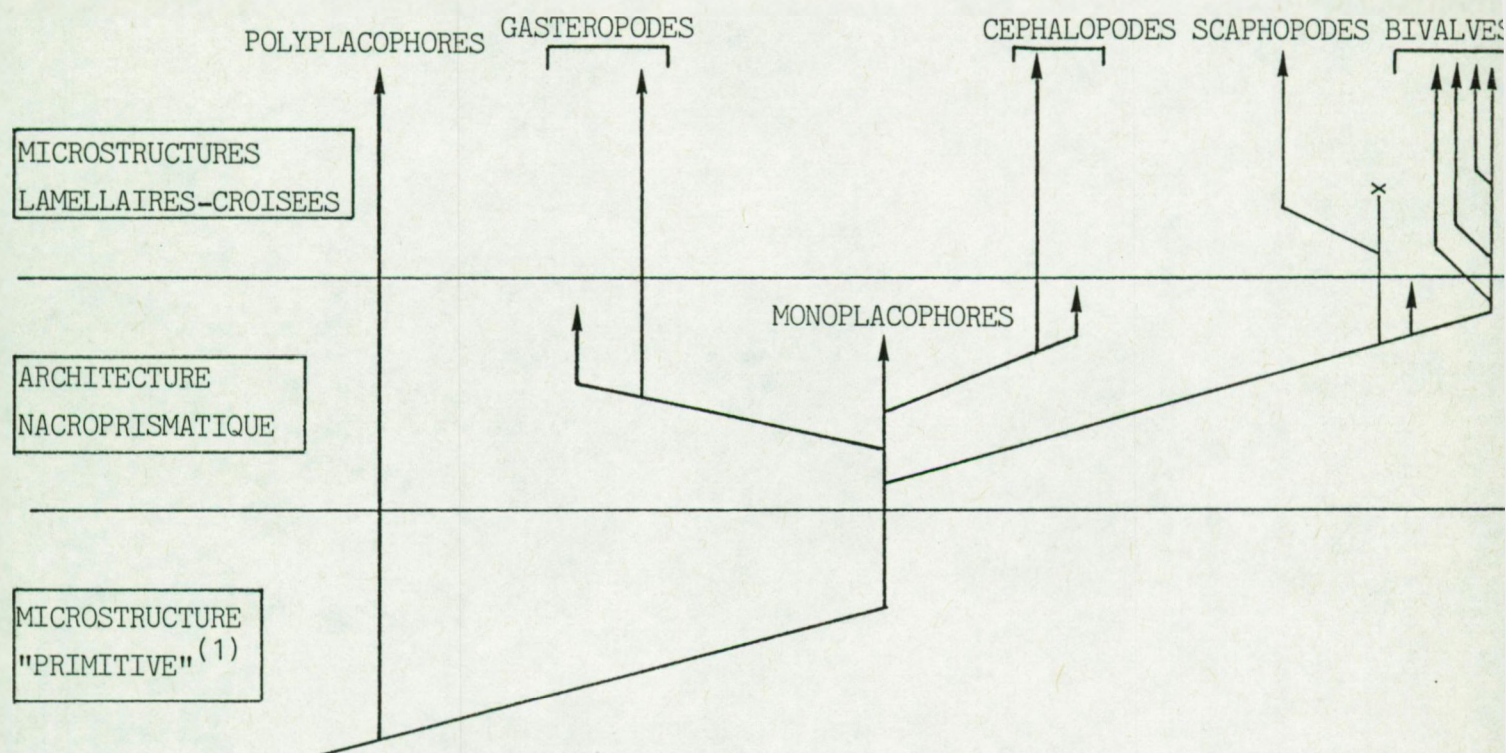 POLYPLACOPHORES
GASTEROPODES
CEPHALOPODES
SCAPHOPODES
BIVALVES
MICROSTRUCTURES
LAMELLAIRES-CROISEES
x
MONOPLACOPHORES
ARCHITECTURE
NACROPRISMATIQUE
MICROSTRUCTURE
"PRIMITIVE" (1)